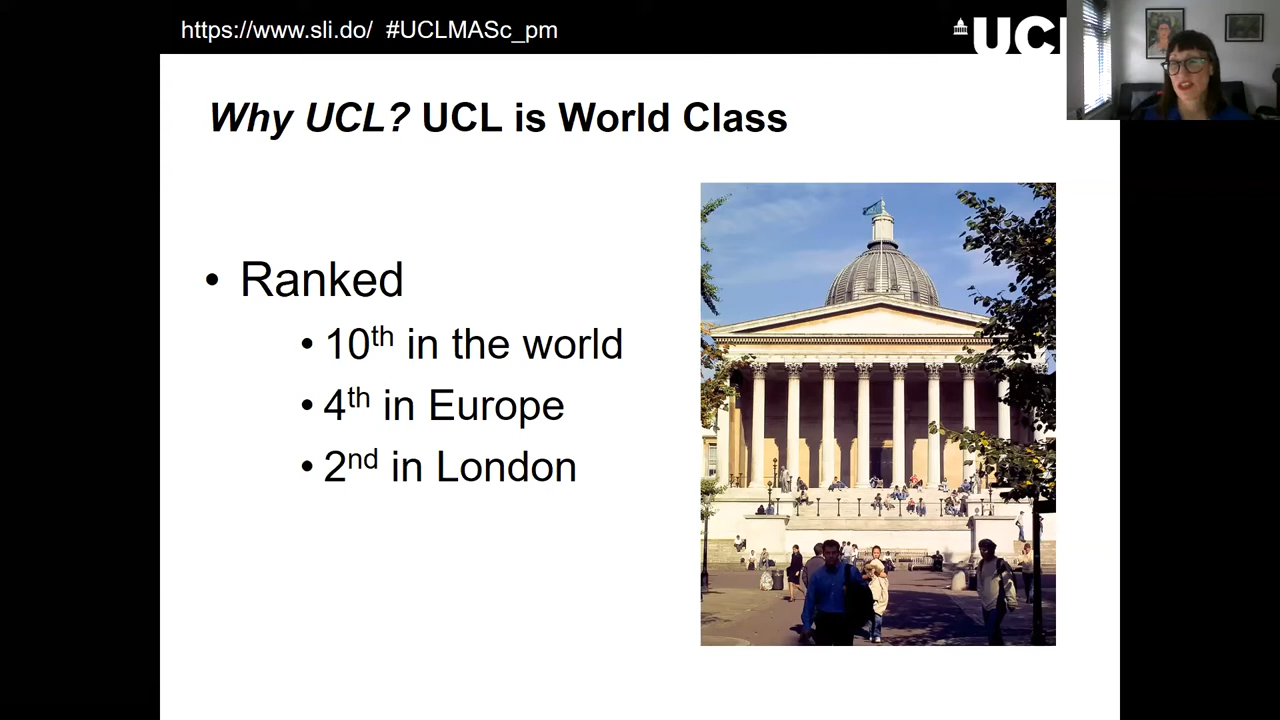 https://www.sli.do/ #UCLMASc_pm
UCL
Why UCL? UCL is World Class
• Ranked
• 10th in the world
• 4th in Europe
• 2nd in London